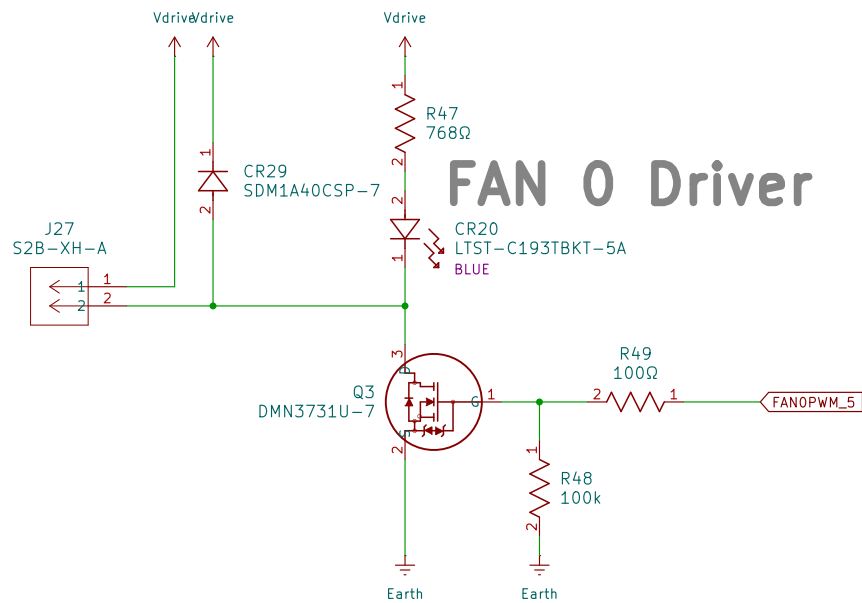 Vdrive
Vdrive
Vdrive
1
R47
768Ω
2
FAN 0 Driver
1
CR29
SDM1A40CSP-7
2
2
CR20
LTST-C193TBKT-5A
BLUE
1
J27
S2B-XH-A
1 1
2 2
3
D
Q3
DMN3731U-7
G
1
S
2
R49
100Ω
2
1
FAN0PWM_5
1
R48
100k
2
Earth
Earth